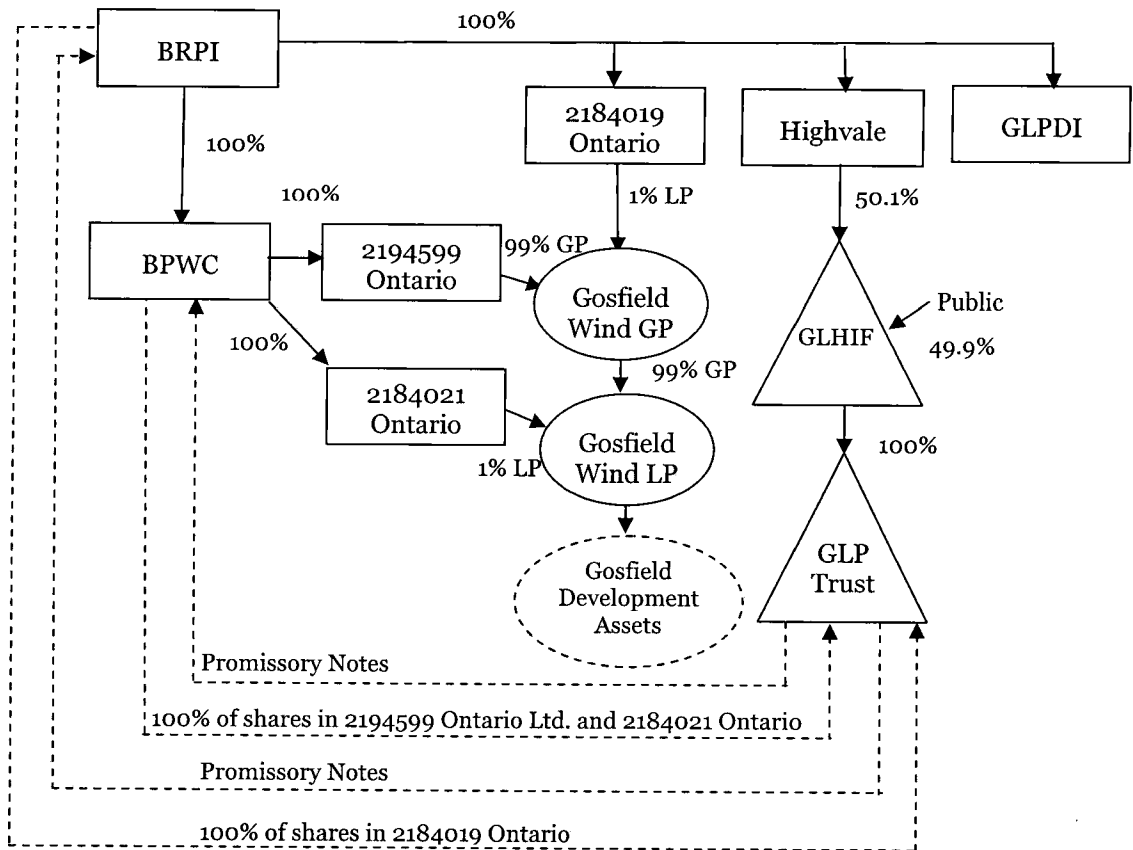 100%
BRPI
100%
2184019
Ontario
Highvale
GLPDI
1% LP
50.1%
100%
BPWC
2194599
Ontario
99% GP
Gosfield
Wind GP
Public
49.9%
GLHIF
100%
2184021
Ontario
99% GP
1% LP
Gosfield
Wind LP
100%
GLP
Trust
Gosfield
Development
Assets
Promissory Notes
100% of shares in 2194599 Ontario Ltd. and 2184021 Ontario
Promissory Notes
100% of shares in 2184019 Ontario